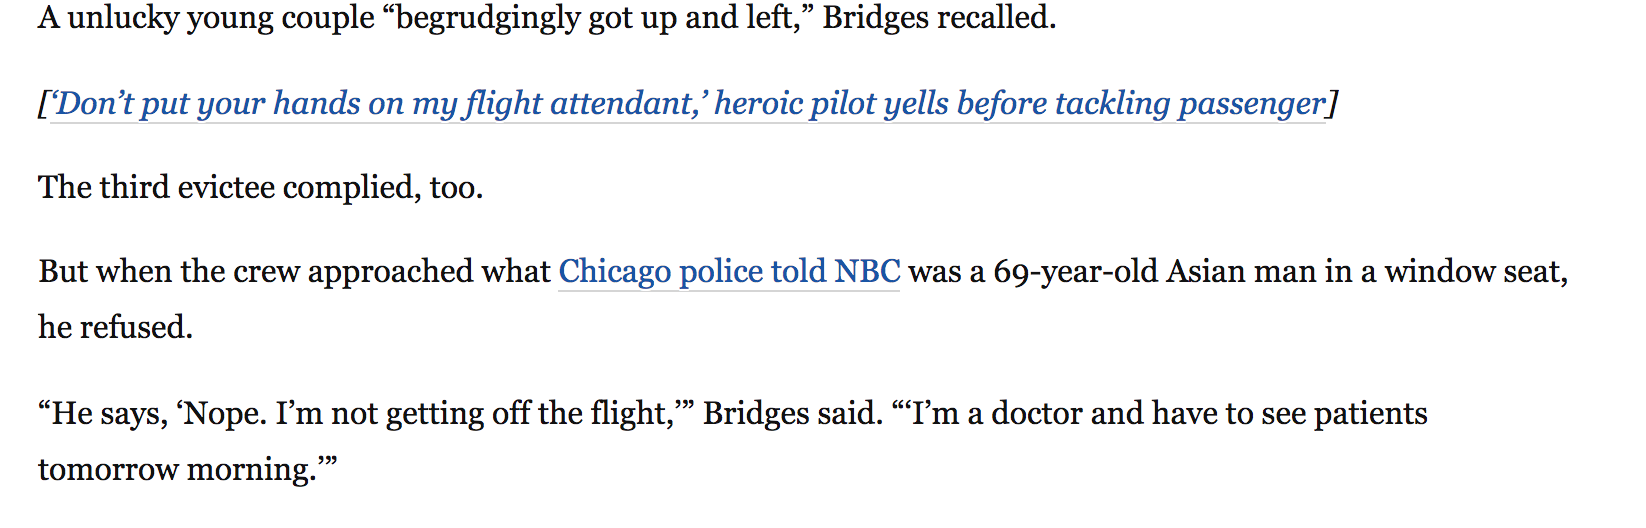 A unlucky young couple “begrudgingly got up and left,” Bridges recalled.
[‘Don’t put your hands on my flight attendant,’ heroic pilot yells before tackling passenger]
The third evictee complied, too.
But when the crew approached what Chicago police told NBC was a 69-year-old Asian man in a window seat,
he refused.
“He says, ‘Nope. I’m not getting off the flight,’” Bridges said. “‘I’m a doctor and have to see patients
tomorrow morning.’”